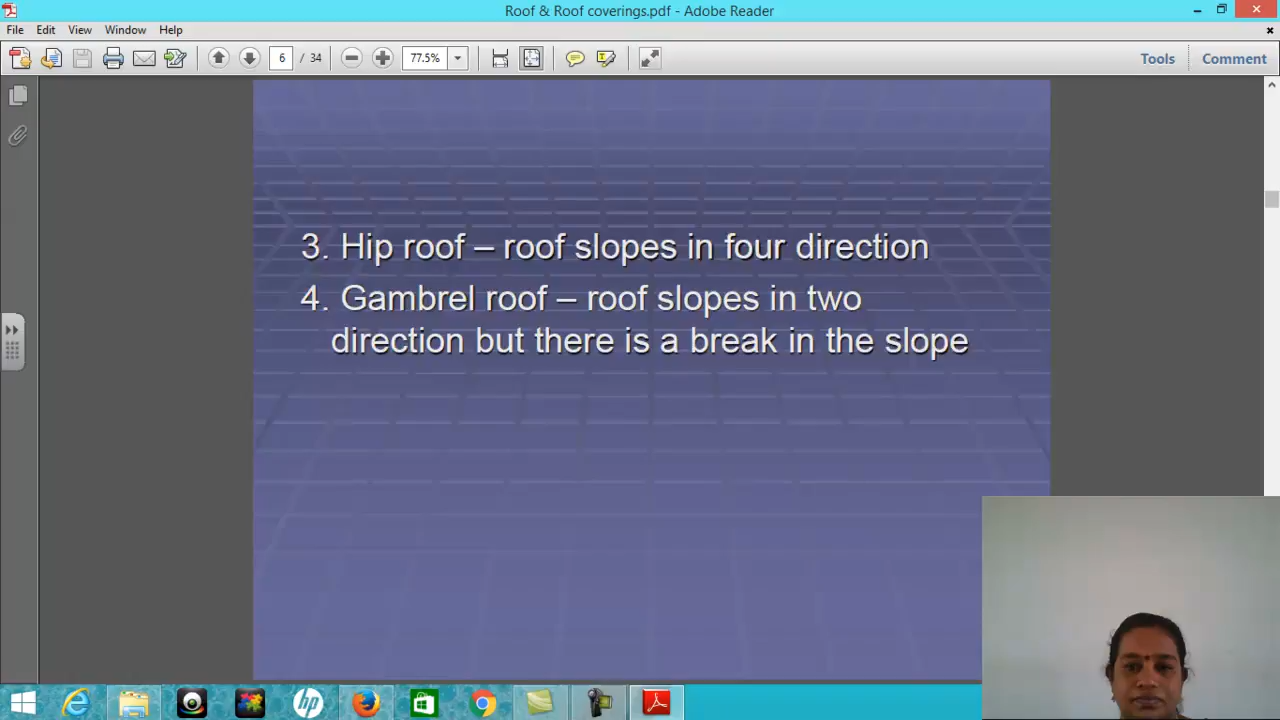 Roof & Roof coverings.pdf - Adobe Reader
File Edit View Window Help
6 / 34 77.5% Tools Comment
3. Hip roof – roof slopes in four direction
4. Gambrel roof – roof slopes in two
direction but there is a break in the slope